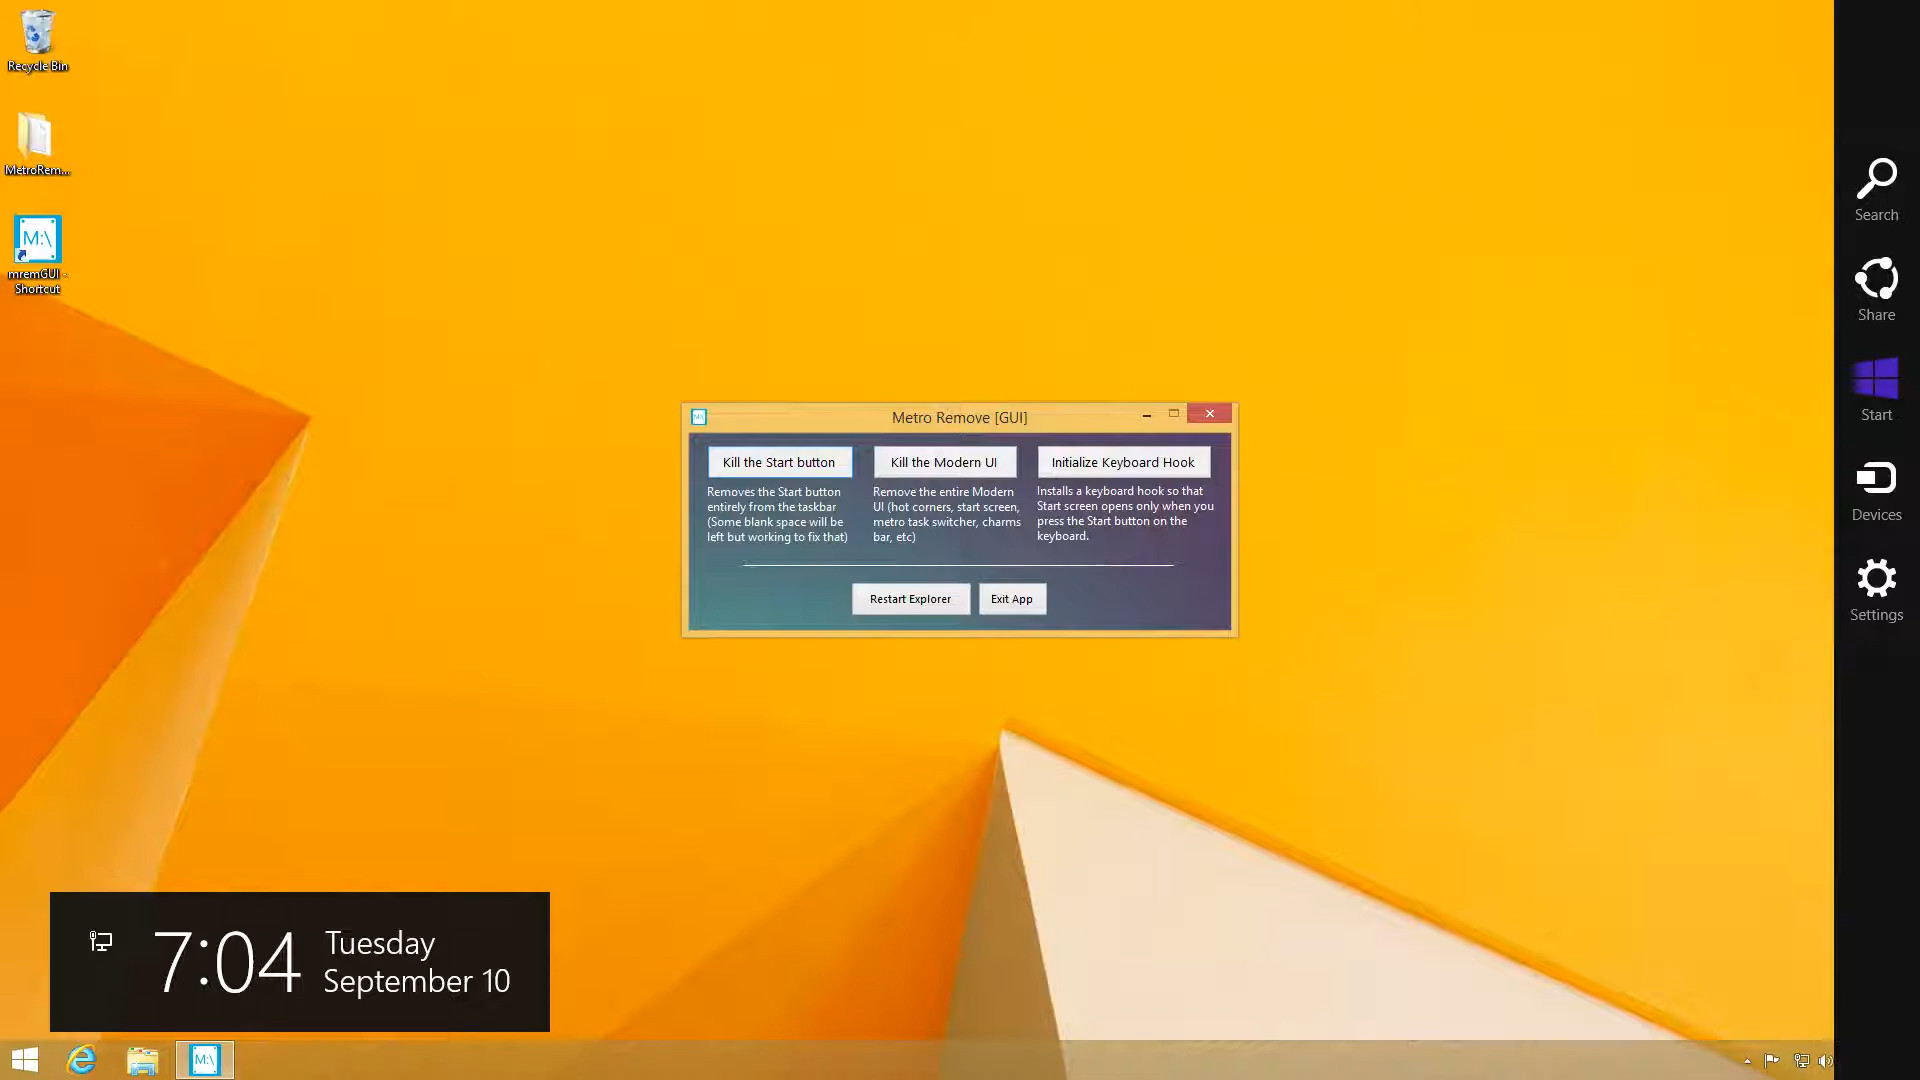 Recycle Bin
MetroRem...
M:\
mremGUI -
Shortcut
Metro Remove [GUI]
Kill the Start button
Kill the Modern UI
Initialize Keyboard Hook
Removes the Start button
entirely from the taskbar
(Some blank space will be
left but working to fix that)
Remove the entire Modern
UI (hot corners, start screen,
metro task switcher, charms
bar, etc)
Installs a keyboard hook so that
Start screen opens only when you
press the Start button on the
keyboard.
Restart Explorer
Exit App
Search
Share
Start
Devices
Settings
7:04
Tuesday
September 10
M:\